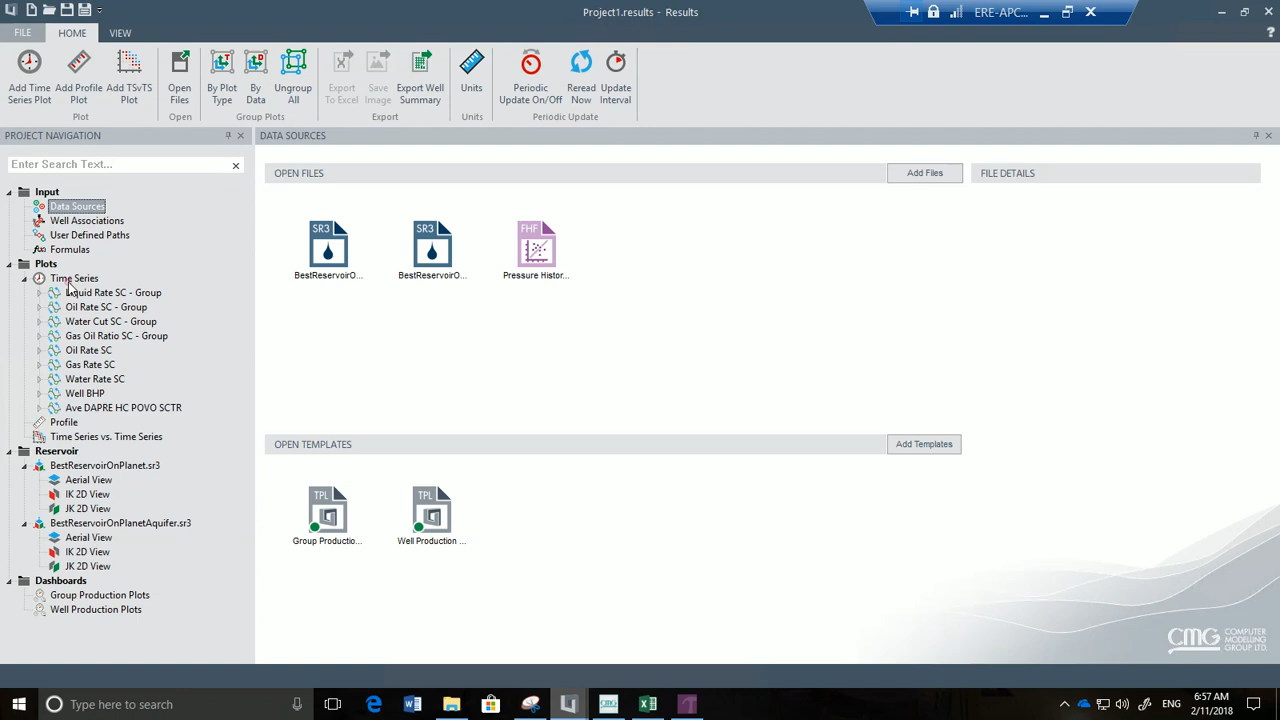 Project1.results - Results
ERE-APC...
FILE
HOME
VIEW
Add Time Series Plot
Add Profile Plot
Add TSvTS Plot
Open Files
By Plot Type
By Data
Ungroup All
Export To Excel
Save Image
Export Well Summary
Units
Periodic Update On/Off
Reread Now
Update Interval
Plot
Open
Group Plots
Export
Units
Periodic Update
PROJECT NAVIGATION
DATA SOURCES
Enter Search Text...
OPEN FILES
Add Files
FILE DETAILS
Input
Data Sources
Well Associations
User Defined Paths
Formulas
Plots
Time Series
Liquid Rate SC - Group
Oil Rate SC - Group
Water Cut SC - Group
Gas Oil Ratio SC - Group
Oil Rate SC
Gas Rate SC
Water Rate SC
Well BHP
Ave DAPRE HC POVO SCTR
Profile
Time Series vs. Time Series
Reservoir
BestReservoirOnPlanet.sr3
Aerial View
IK 2D View
JK 2D View
BestReservoirOnPlanetAquifer.sr3
Aerial View
IK 2D View
JK 2D View
Dashboards
Group Production Plots
Well Production Plots
SR3
BestReservoirO...
SR3
BestReservoirO...
FHF
Pressure Histor...
OPEN TEMPLATES
Add Templates
TPL
Group Productio...
TPL
Well Production ...
CMG COMPUTER MODELLING GROUP LTD.
Type here to search
CMG
ENG
6:57 AM
2/11/2018